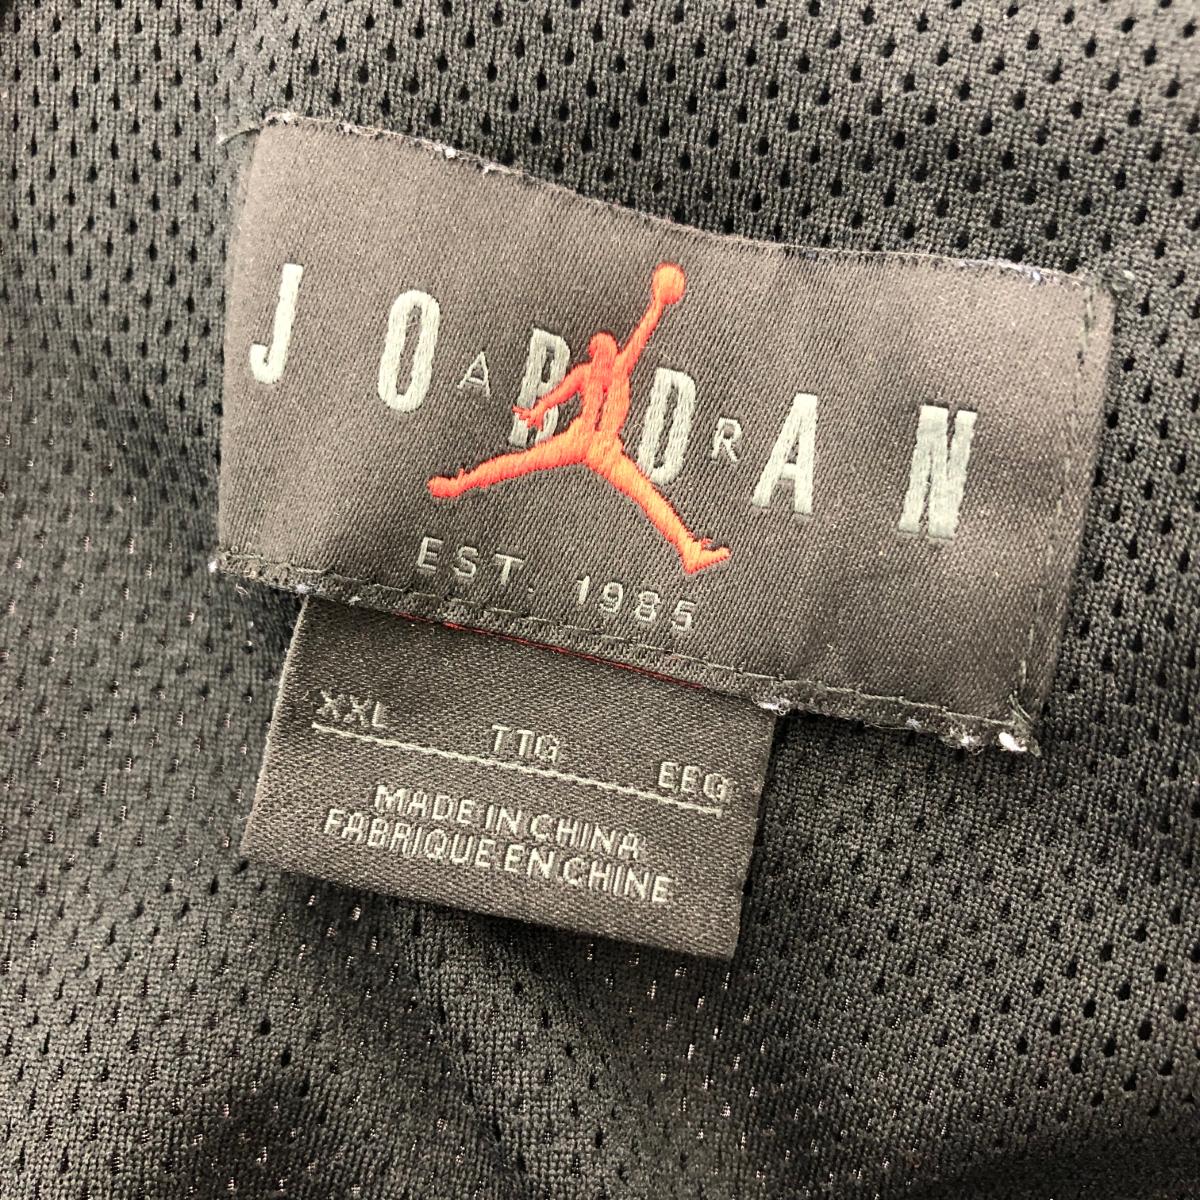 JORDAN
AIR
EST. 1985
XXL TTG EEG
MADE IN CHINA
FABRIQUE EN CHINE